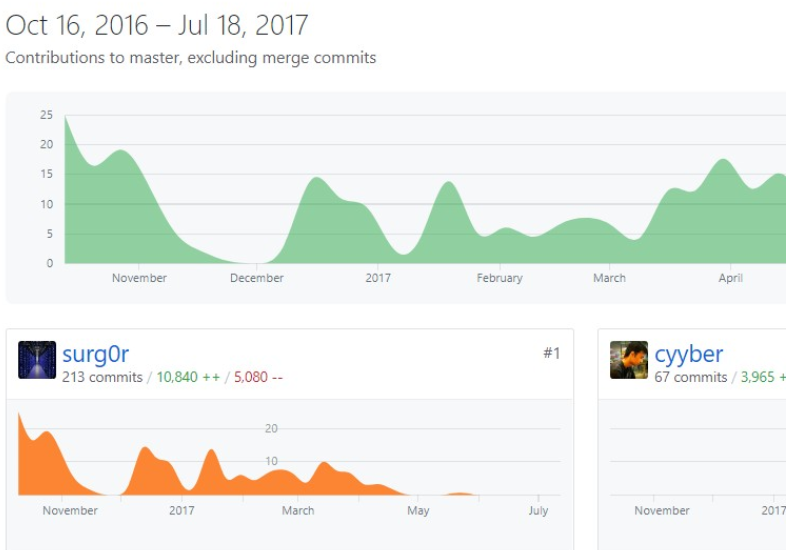 Oct 16, 2016 – Jul 18, 2017
Contributions to master, excluding merge commits
25
20
15
10
5
0
November December 2017 February March April
surg0r #1
213 commits / 10,840 ++ / 5,080 --
20
10
November 2017 March May July
cyyber
67 commits / 3,965 +
November 2017